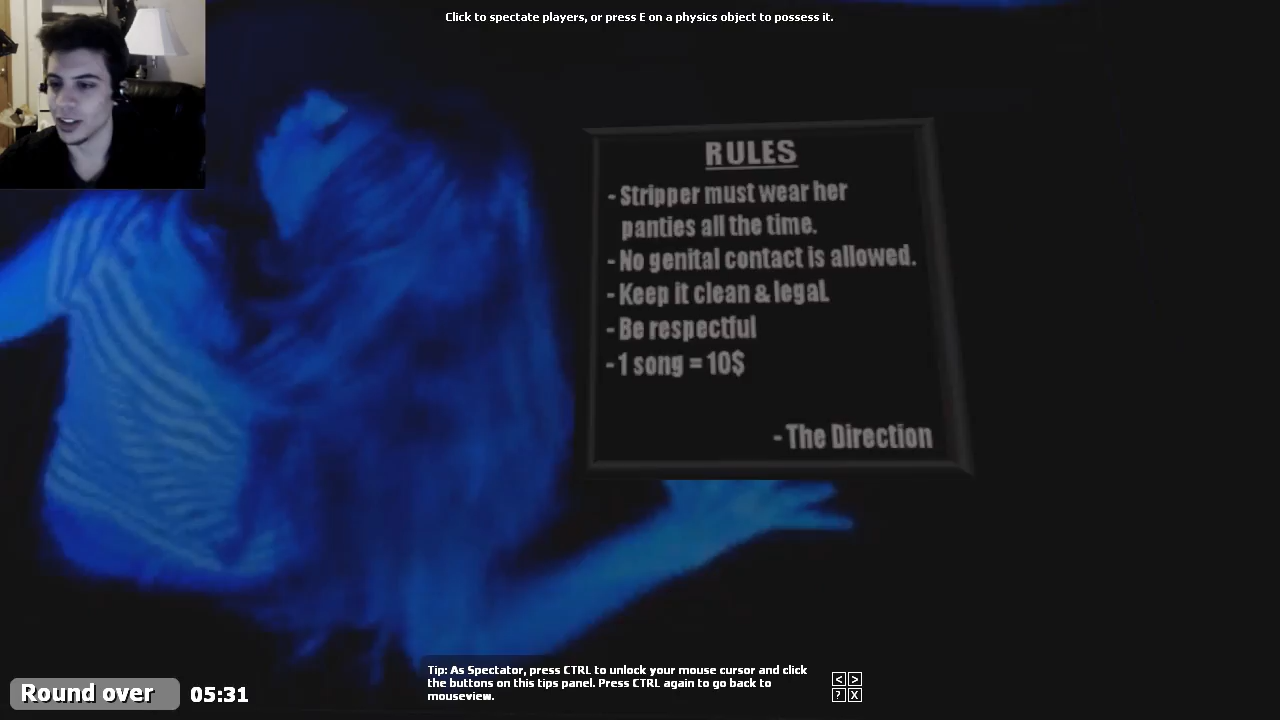 Click to spectate players, or press E on a physics object to possess it.
RULES
- Stripper must wear her
panties all the time.
- No genital contact is allowed.
- Keep it clean & legal.
- Be respectful
- 1 song = 10$
- The Direction
Tip: As Spectator, press CTRL to unlock your mouse cursor and click
the buttons on this tips panel. Press CTRL again to go back to
mouseview.
< >
? X
Round over 05:31